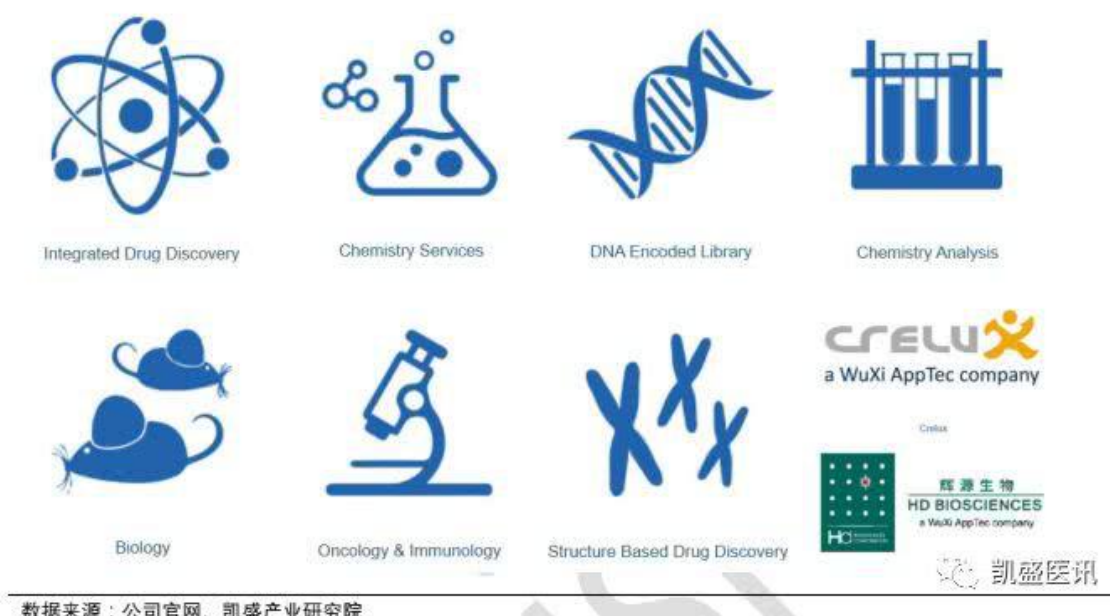 Integrated Drug Discovery
Chemistry Services
DNA Encoded Library
Chemistry Analysis
Biology
Oncology & Immunology
Structure Based Drug Discovery
CRELUX
a WuXi AppTec company
Crelux
辉源生物
HD BIOSCIENCES
a WuXi AppTec company
HD
凯盛医讯
数据来源：公司官网、凯盛产业研究院